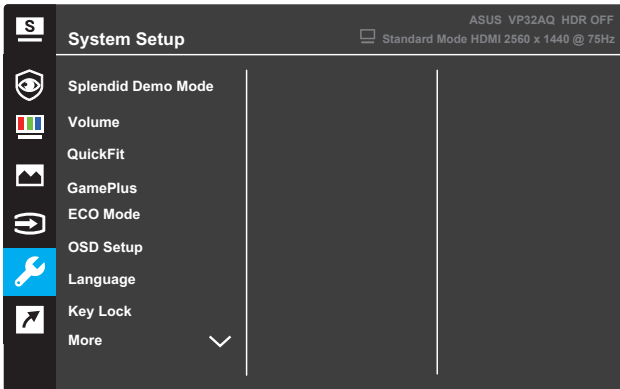 S
ASUS VP32AQ HDR OFF
System Setup
Standard Mode HDMI 2560 x 1440 @ 75Hz
Splendid Demo Mode
Volume
QuickFit
GamePlus
ECO Mode
OSD Setup
Language
Key Lock
More